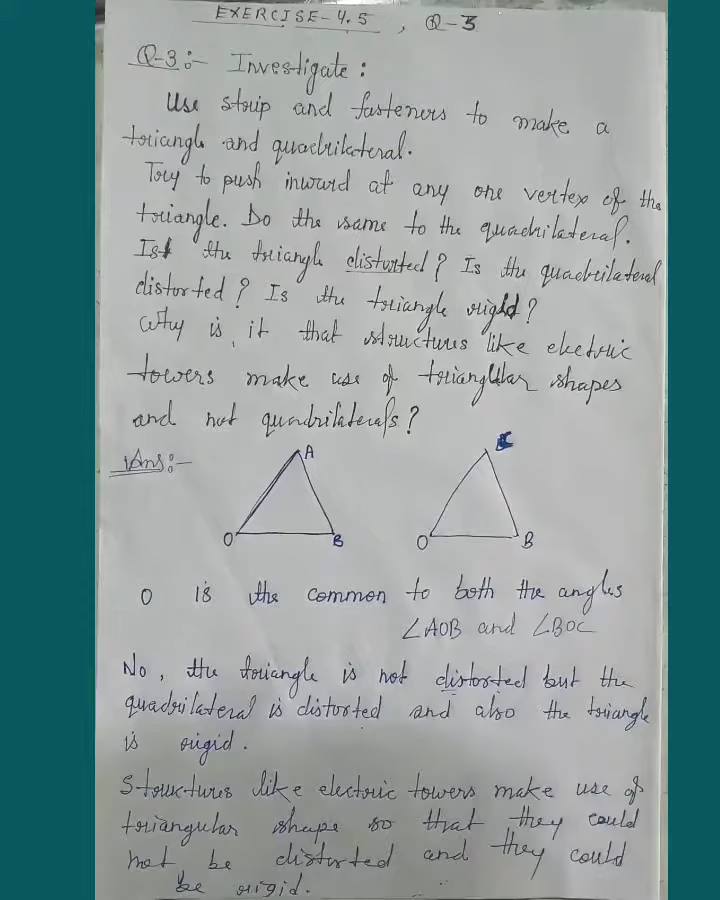 EXERCISE-4.5, Q-3
Q-3:- Investigate:
Use strip and fasteners to make a
triangle and quadrilateral.
Try to push inward at any one vertex of the
triangle. Do the same to the quadrilateral.
Is the triangle distorted? Is the quadrilateral
distorted? Is the triangle rigid?
Why is it that structures like electric
towers make use of triangular shapes
and not quadrilaterals?
Ans:-
A C
O B O B
O is the common to both the angles
∠AOB and ∠BOC
No, the triangle is not distorted but the
quadrilateral is distorted and also the triangle
is rigid.
Structures like electric towers make use of
triangular shape so that they could
not be distorted and they could
be rigid.